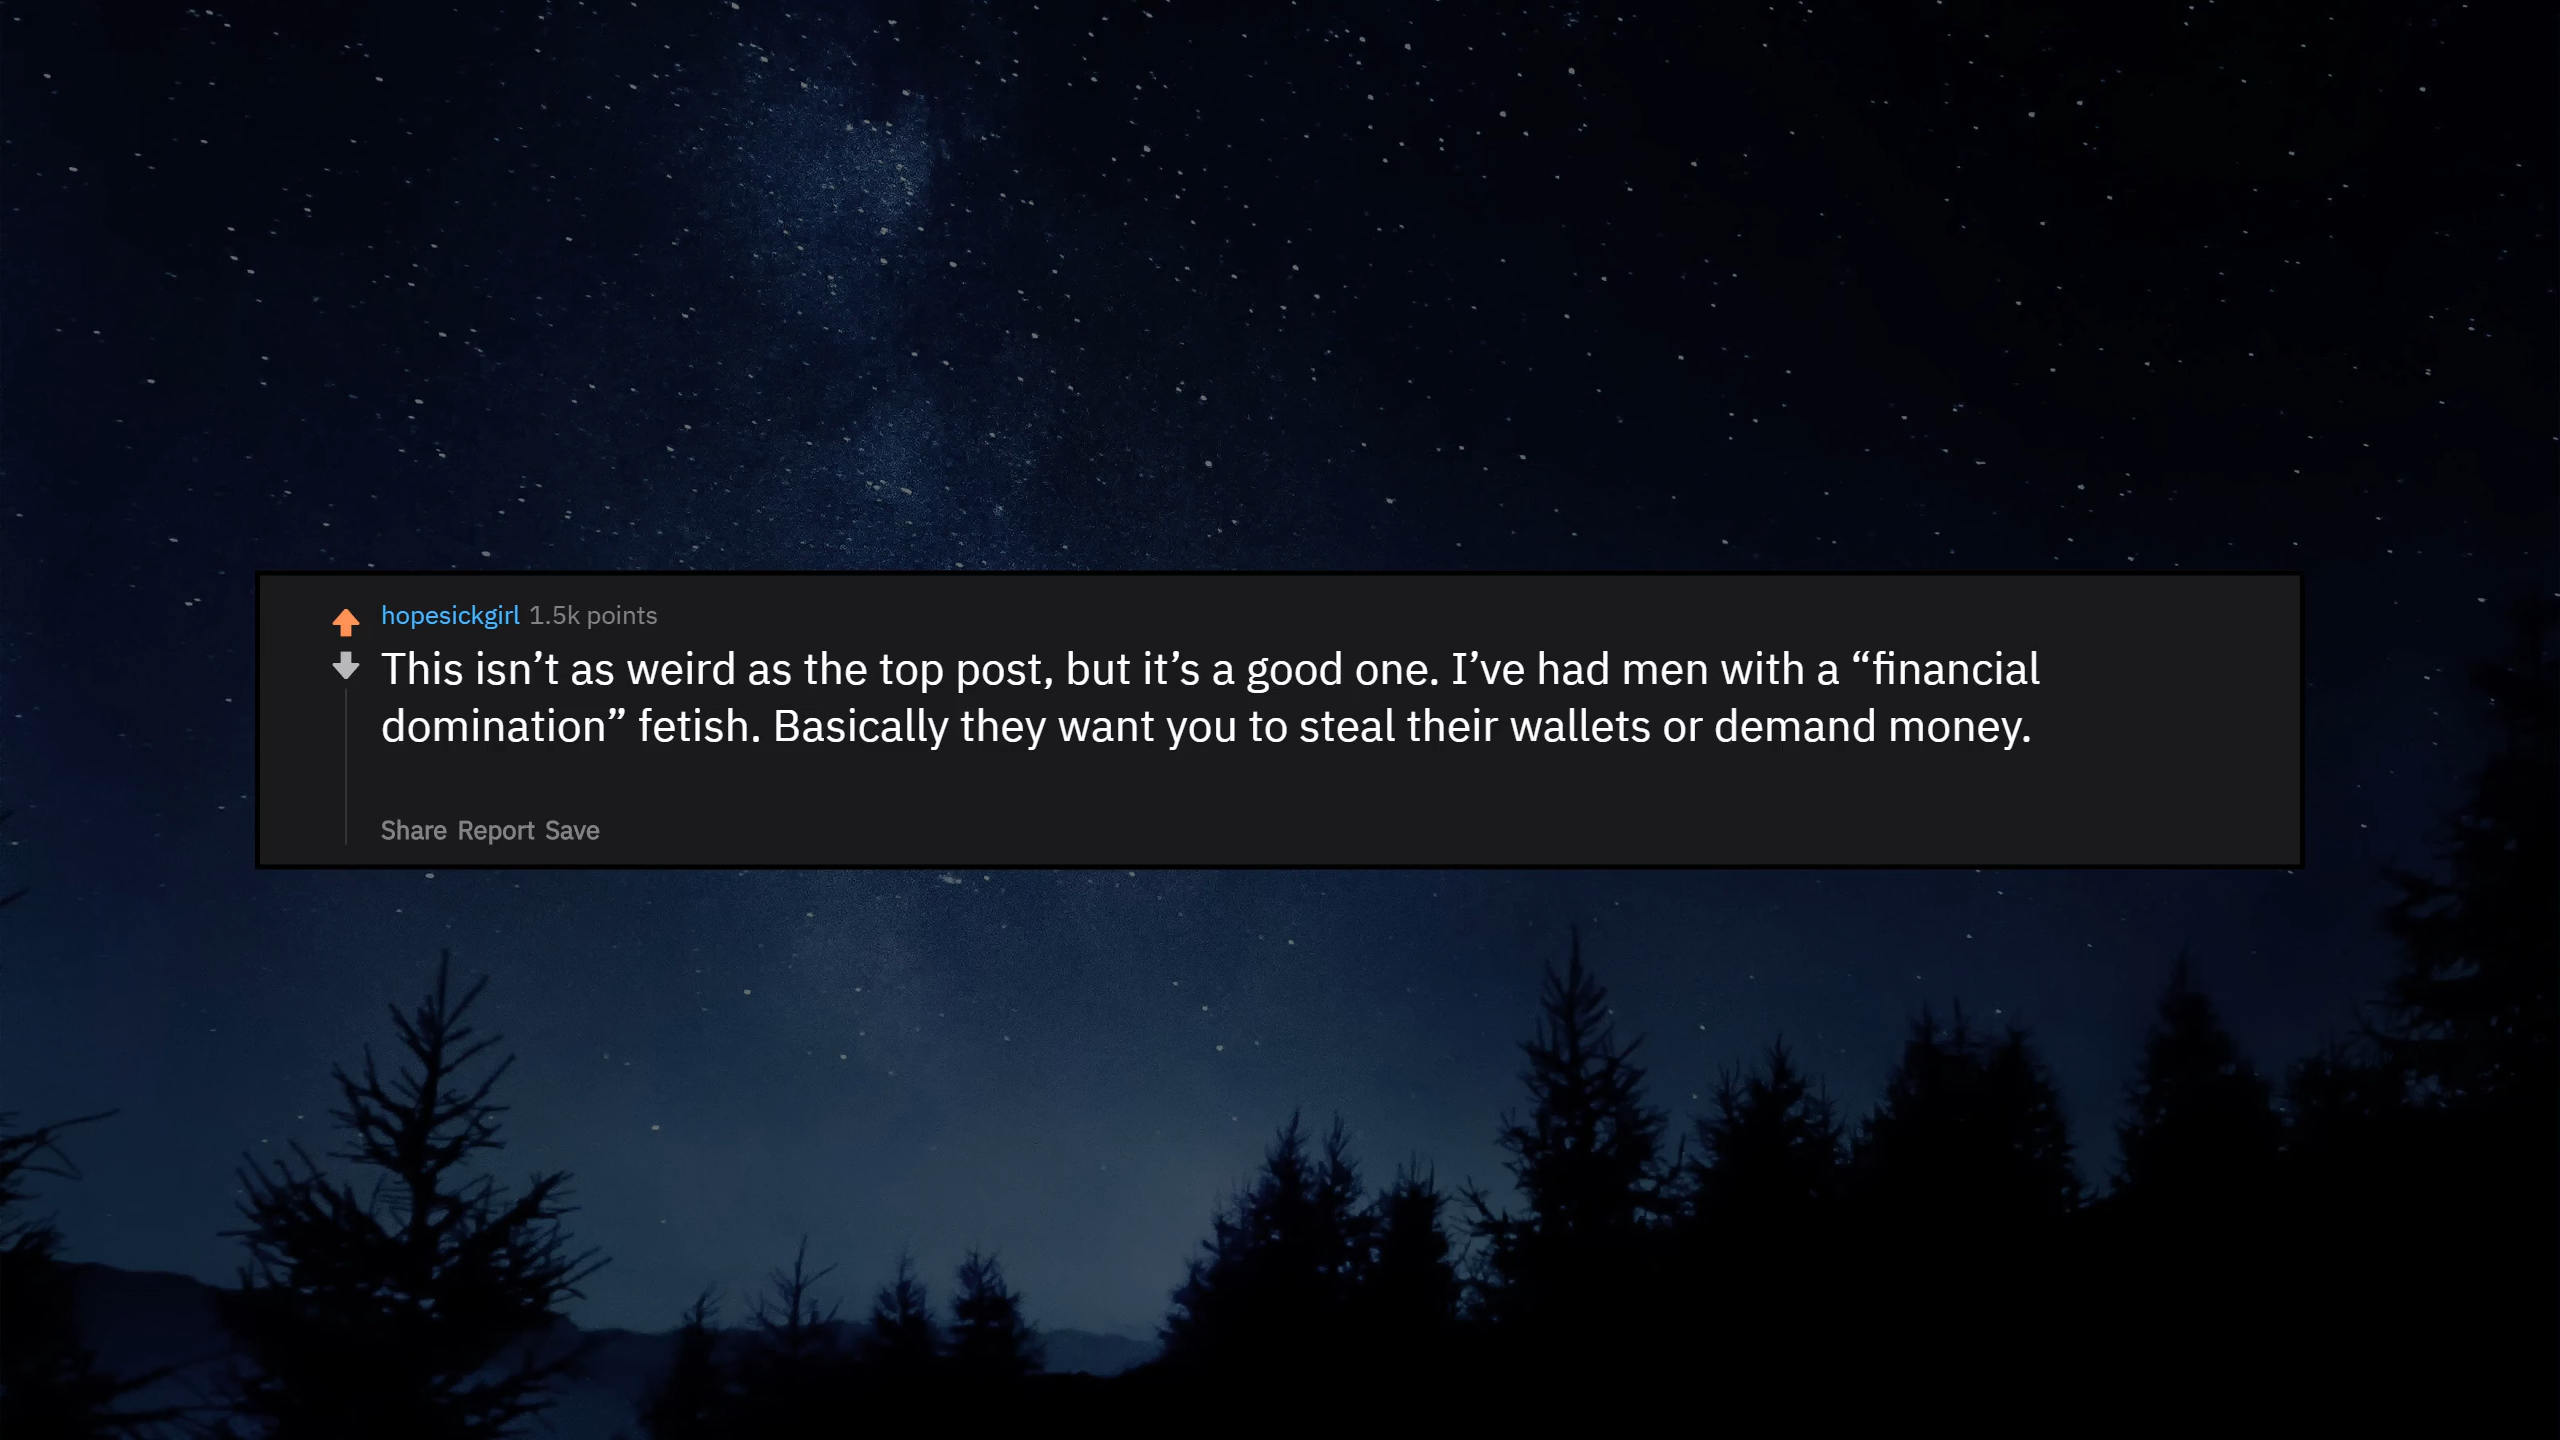 hopesickgirl 1.5k points
This isn’t as weird as the top post, but it’s a good one. I’ve had men with a “financial
domination” fetish. Basically they want you to steal their wallets or demand money.
Share Report Save